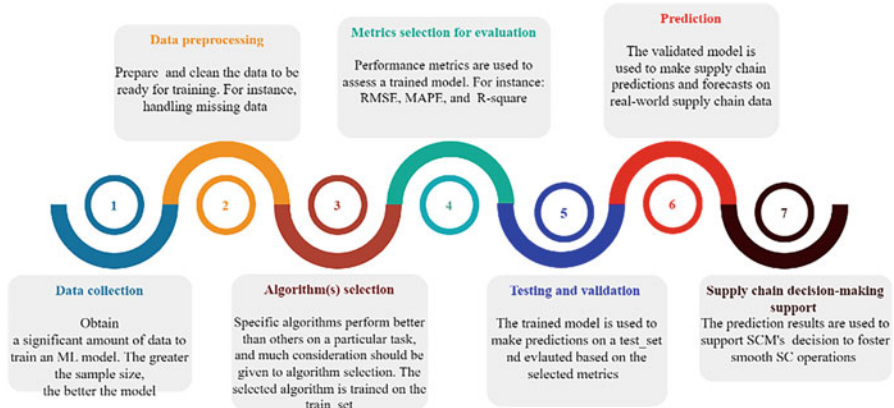 Data preprocessing
Prepare and clean the data to be
ready for training. For instance,
handling missing data
Metrics selection for evaluation
Performance metrics are used to
assess a trained model. For instance:
RMSE, MAPE, and R-square
Prediction
The validated model is
used to make supply chain
predictions and forecasts on
real-world supply chain data
1
2
3
4
5
6
7
Data collection
Obtain
a significant amount of data to
train an ML model. The greater
the sample size,
the better the model
Algorithm(s) selection
Specific algorithms perform better
than others on a particular task,
and much consideration should be
given to algorithm selection. The
selected algorithm is trained on the
train_set
Testing and validation
The trained model is used to
make predictions on a test_set
nd evlauted based on the
selected metrics
Supply chain decision-making
support
The prediction results are used to
support SCM's decision to foster
smooth SC operations